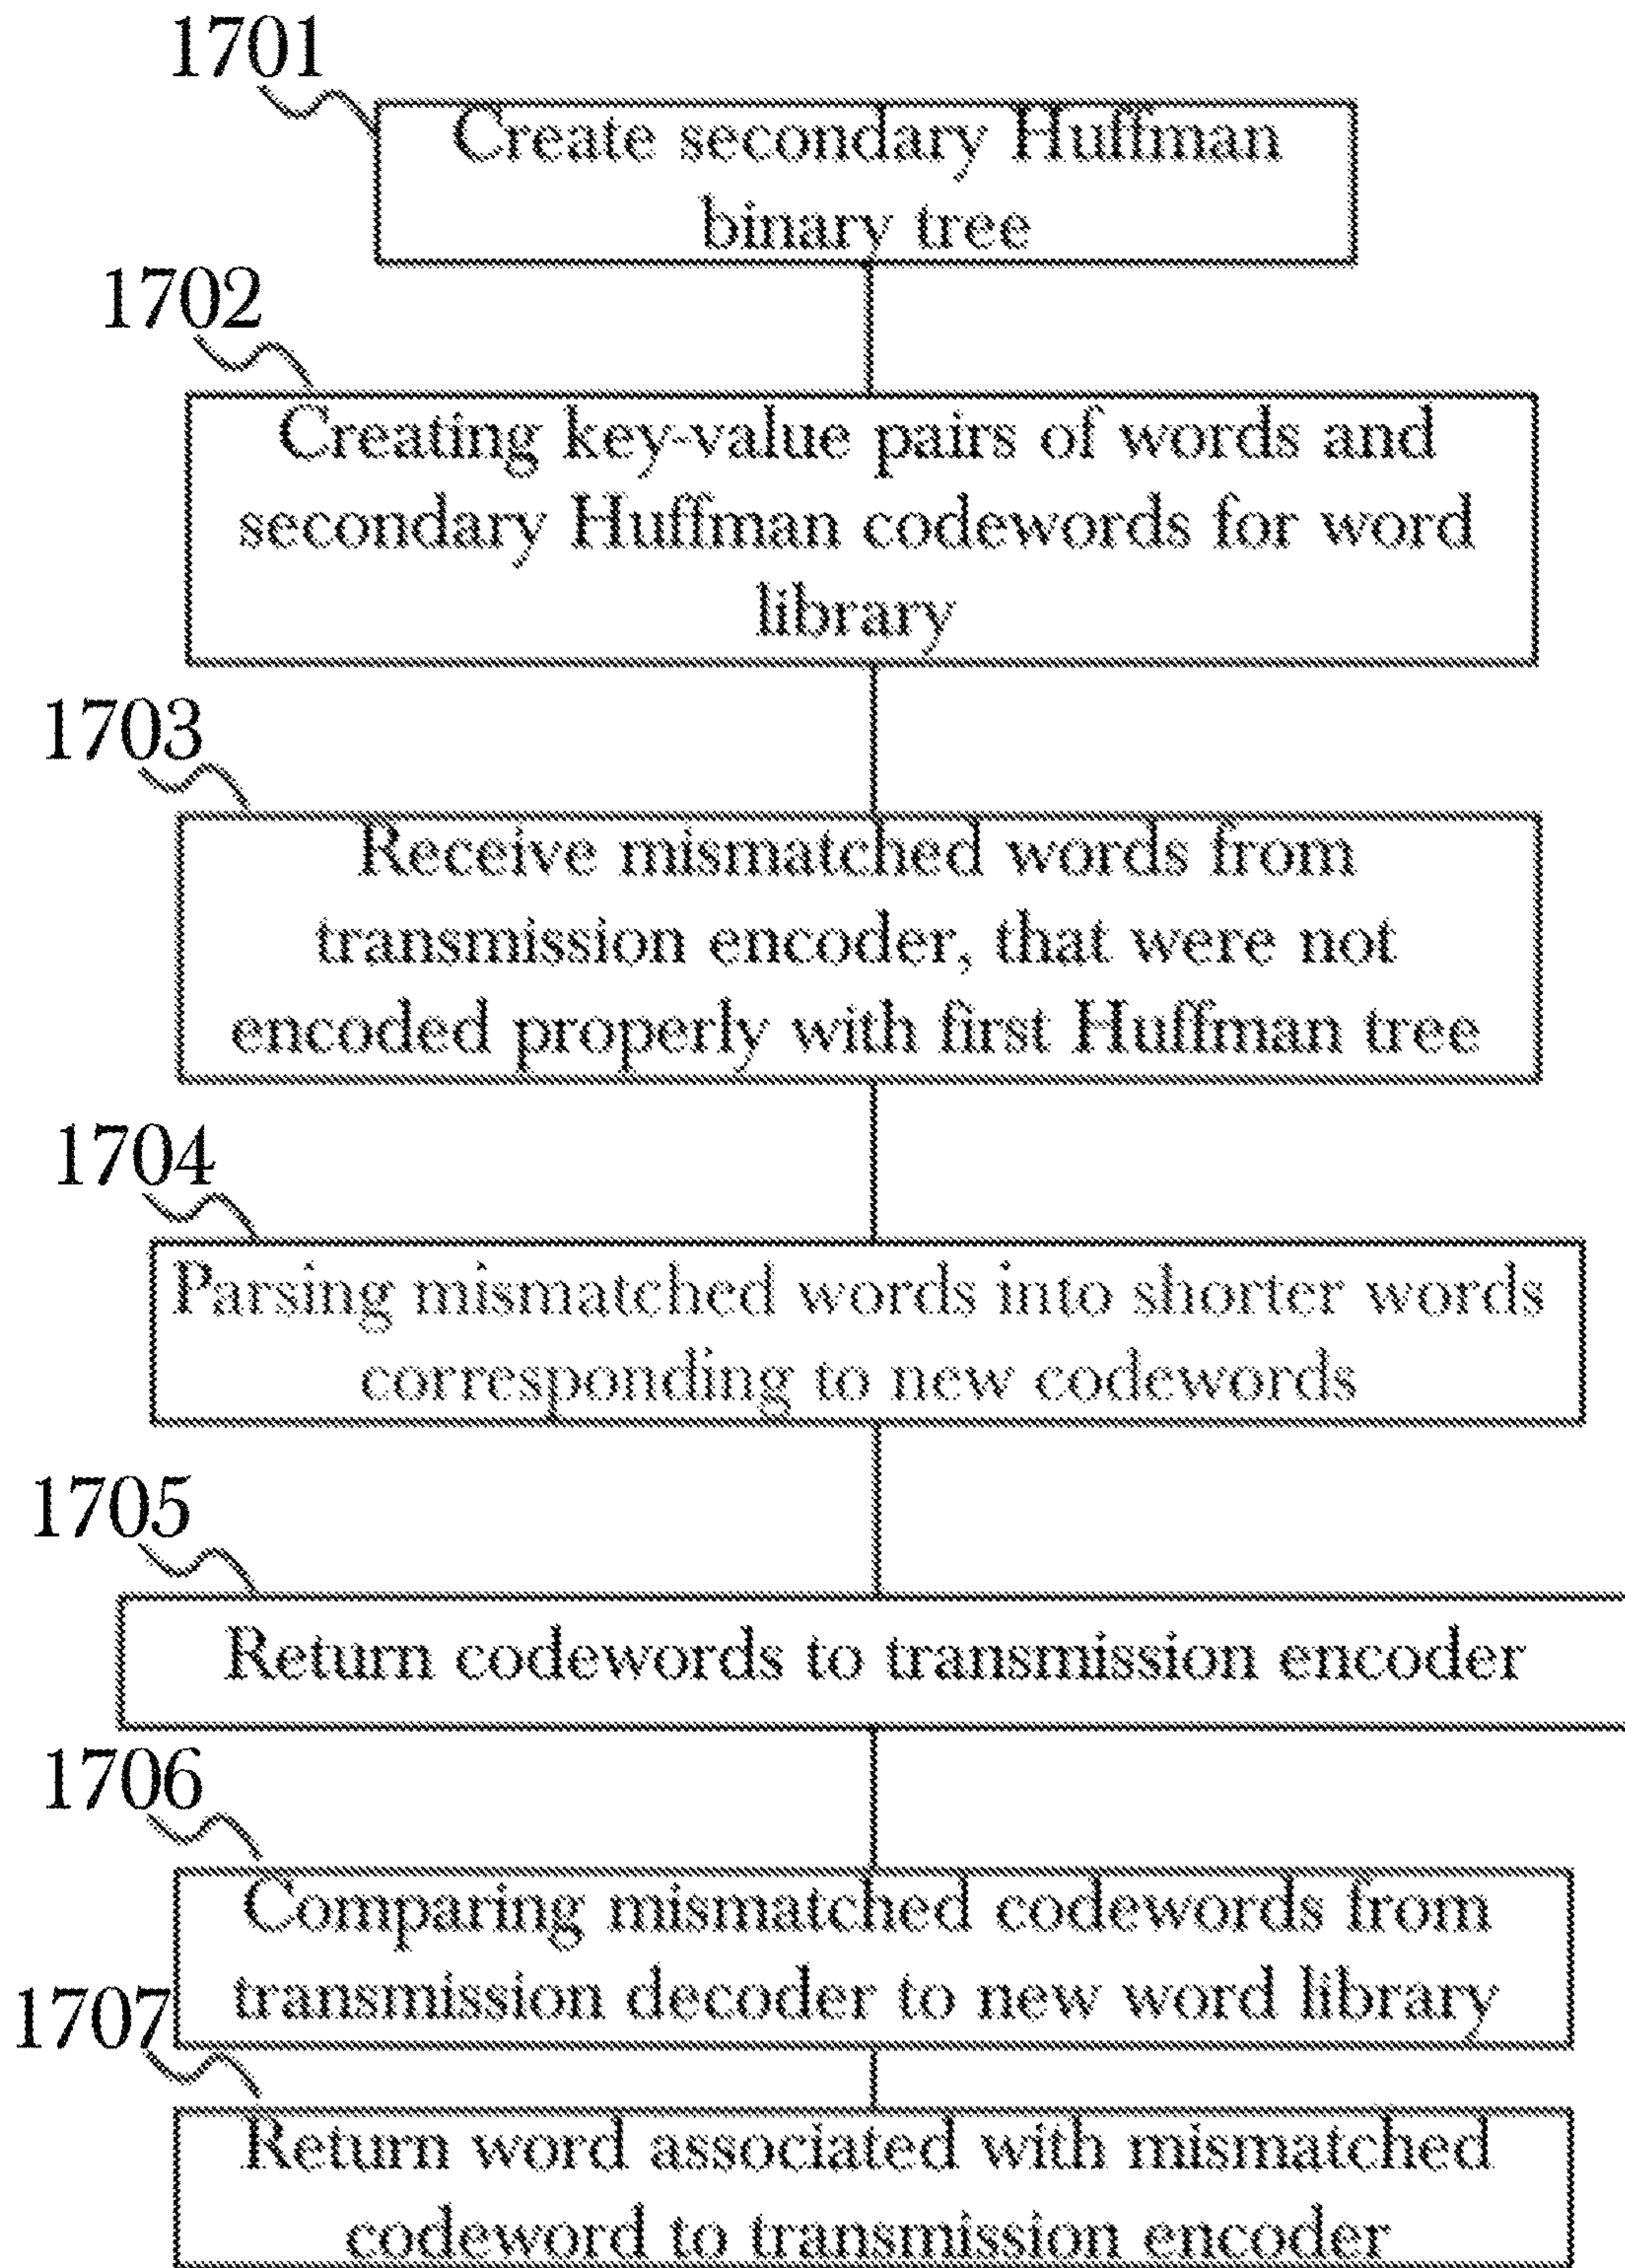 1701
Create secondary Huffman
binary tree
1702
Creating key-value pairs of words and
secondary Huffman codewords for word
library
1703
Receive mismatched words from
transmission encoder, that were not
encoded properly with first Huffman tree
1704
Parsing mismatched words into shorter words
corresponding to new codewords
1705
Return codewords to transmission encoder
1706
Comparing mismatched codewords from
transmission decoder to new word library
1707
Return word associated with mismatched
codeword to transmission encoder